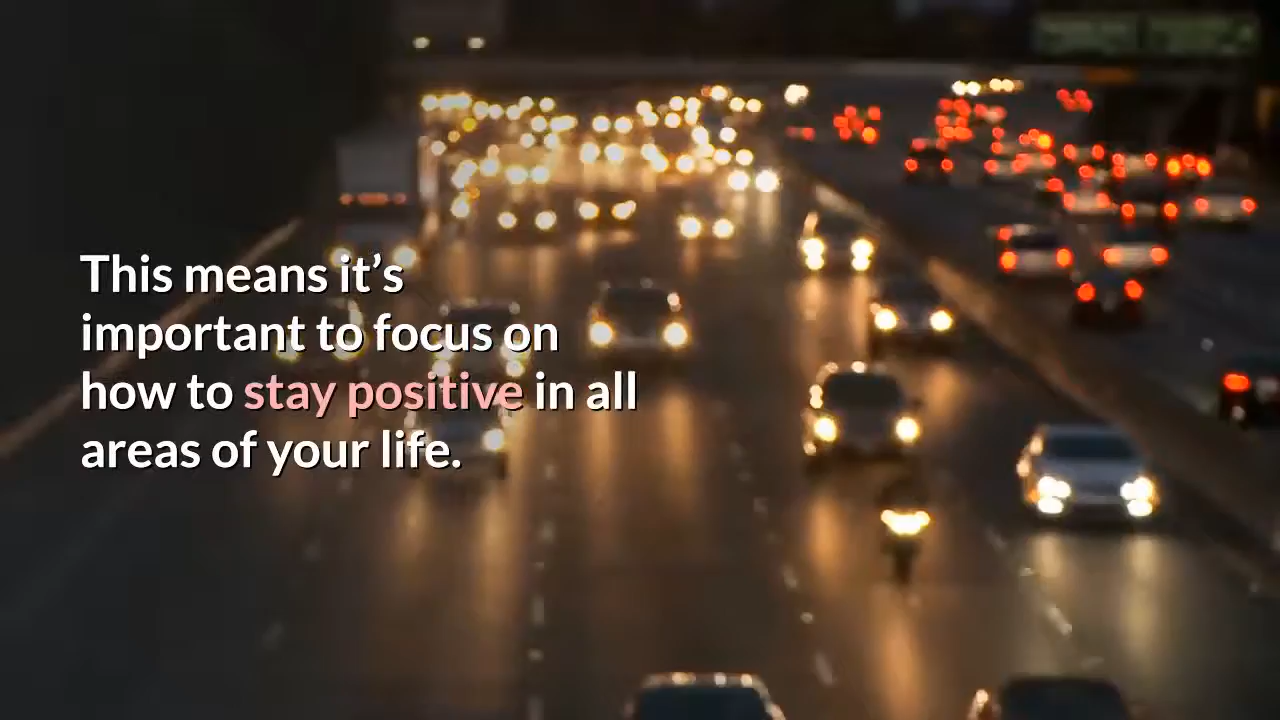 This means it’s
important to focus on
how to stay positive in all
areas of your life.